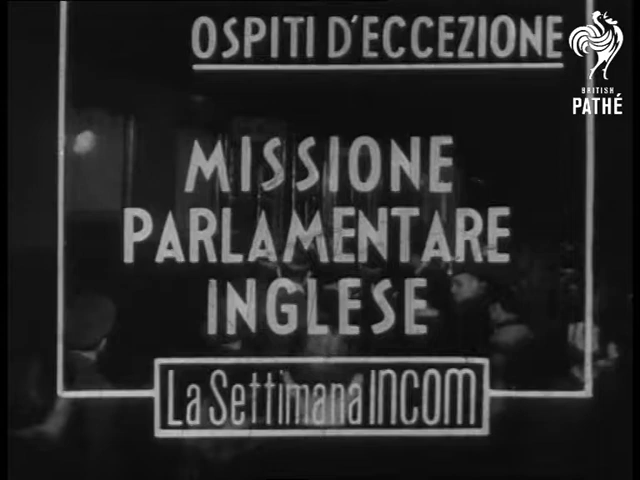 OSPITI D'ECCEZIONE
BRITISH
PATHÉ
MISSIONE
PARLAMENTARE
INGLESE
La Settimana INCOM